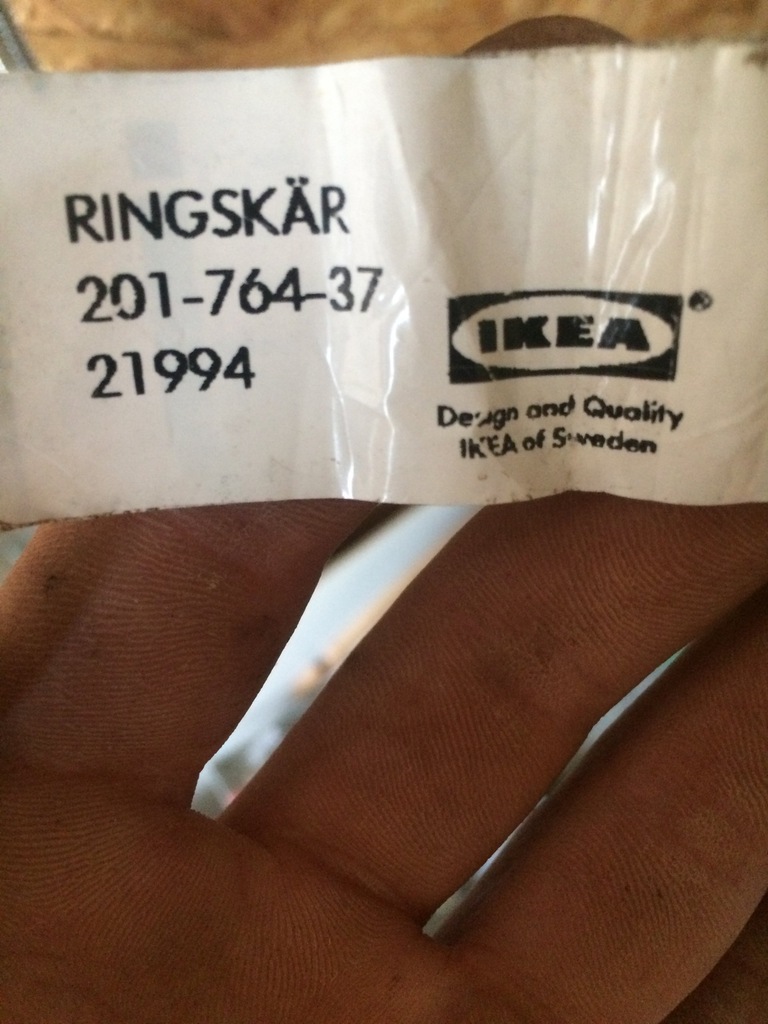 RINGSKÄR
201-764-37
21994
IKEA®
Design and Quality
IKEA of Sweden